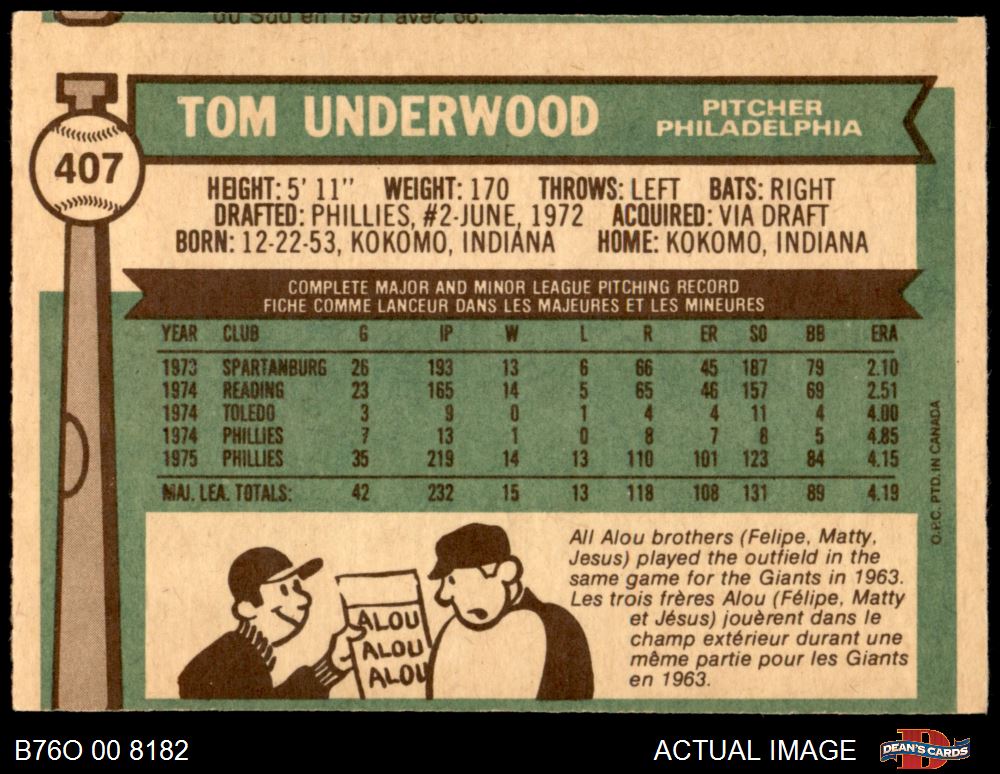 du Sud en 1971 avec 66.
TOM UNDERWOOD
PITCHER
PHILADELPHIA
407
HEIGHT: 5' 11" WEIGHT: 170 THROWS: LEFT BATS: RIGHT
DRAFTED: PHILLIES, #2-JUNE, 1972 ACQUIRED: VIA DRAFT
BORN: 12-22-53, KOKOMO, INDIANA HOME: KOKOMO, INDIANA
COMPLETE MAJOR AND MINOR LEAGUE PITCHING RECORD
FICHE COMME LANCEUR DANS LES MAJEURES ET LES MINEURES
YEAR CLUB G IP W L R ER SO BB ERA
1973 SPARTANBURG 26 193 13 6 66 45 187 79 2.10
1974 READING 23 165 14 5 65 46 157 69 2.51
1974 TOLEDO 3 9 0 1 4 4 11 4 4.00
1974 PHILLIES 7 13 1 0 8 7 8 5 4.85
1975 PHILLIES 35 219 14 13 110 101 123 84 4.15
MAJ. LEA. TOTALS: 42 232 15 13 118 108 131 89 4.19
O.P.C. PTD. IN CANADA
ALOU
ALOU
ALOU
All Alou brothers (Felipe, Matty,
Jesus) played the outfield in the
same game for the Giants in 1963.
Les trois frères Alou (Félipe, Matty
et Jésus) jouèrent dans le
champ extérieur durant une
même partie pour les Giants
en 1963.
B76O 00 8182
ACTUAL IMAGE
DEAN'S CARDS